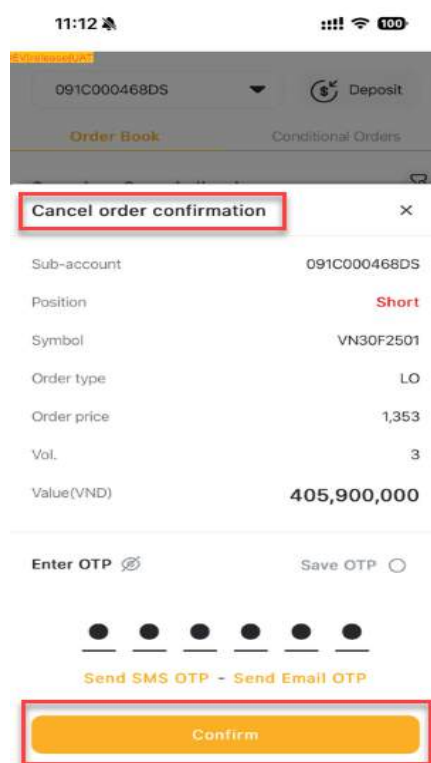 11:12
100
091C000468DS Deposit
Order Book Conditional Orders
Cancel order confirmation ×
Sub-account 091C000468DS
Position Short
Symbol VN30F2501
Order type LO
Order price 1,353
Vol. 3
Value(VND) 405,900,000
Enter OTP Save OTP
Send SMS OTP - Send Email OTP
Confirm